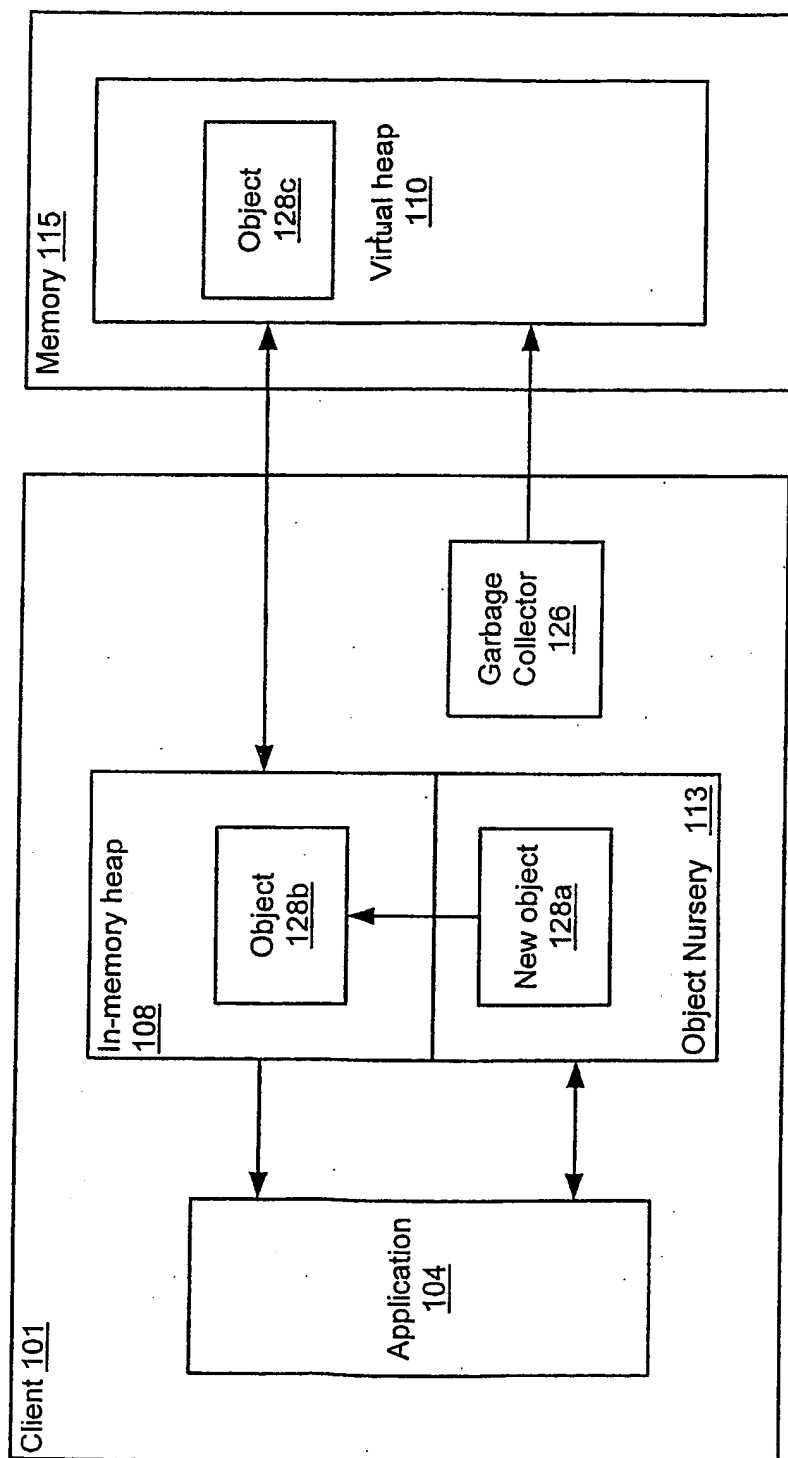 Client 101
Application
104
In-memory heap
108
Object
128b
New object
128a
Object Nursery 113
Garbage
Collector
126
Memory 115
Object
128c
Virtual heap
110